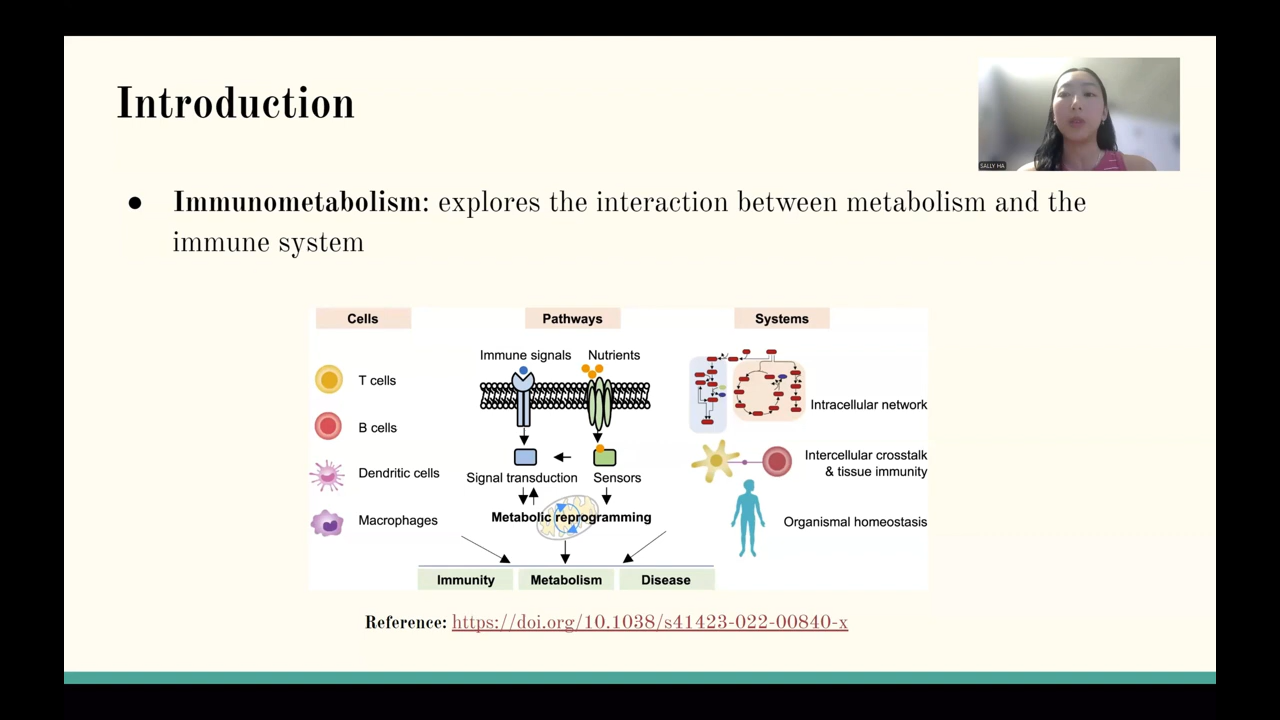 Introduction
SALLY HA
● Immunometabolism: explores the interaction between metabolism and the
immune system
Cells
Pathways
Systems
T cells
B cells
Dendritic cells
Macrophages
Immune signals
Nutrients
Signal transduction
Sensors
Metabolic reprogramming
Intracellular network
Intercellular crosstalk
& tissue immunity
Organismal homeostasis
Immunity
Metabolism
Disease
Reference: https://doi.org/10.1038/s41423-022-00840-x